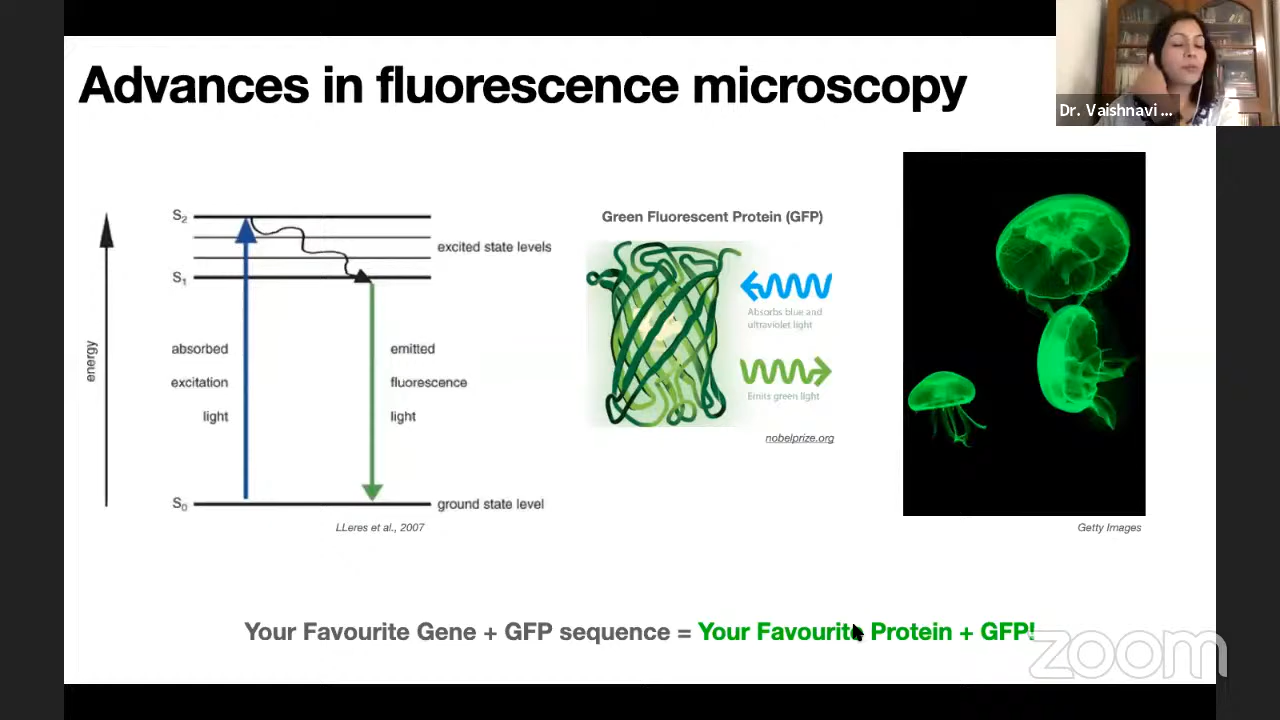 Advances in fluorescence microscopy
Dr. Vaishnavi ...
S2
excited state levels
S1
energy
absorbed
excitation
light
emitted
fluorescence
light
S0
ground state level
LLeres et al., 2007
Green Fluorescent Protein (GFP)
Absorbs blue and
ultraviolet light
Emits green light
nobelprize.org
Getty Images
Your Favourite Gene + GFP sequence = Your Favourite Protein + GFP!
zoom